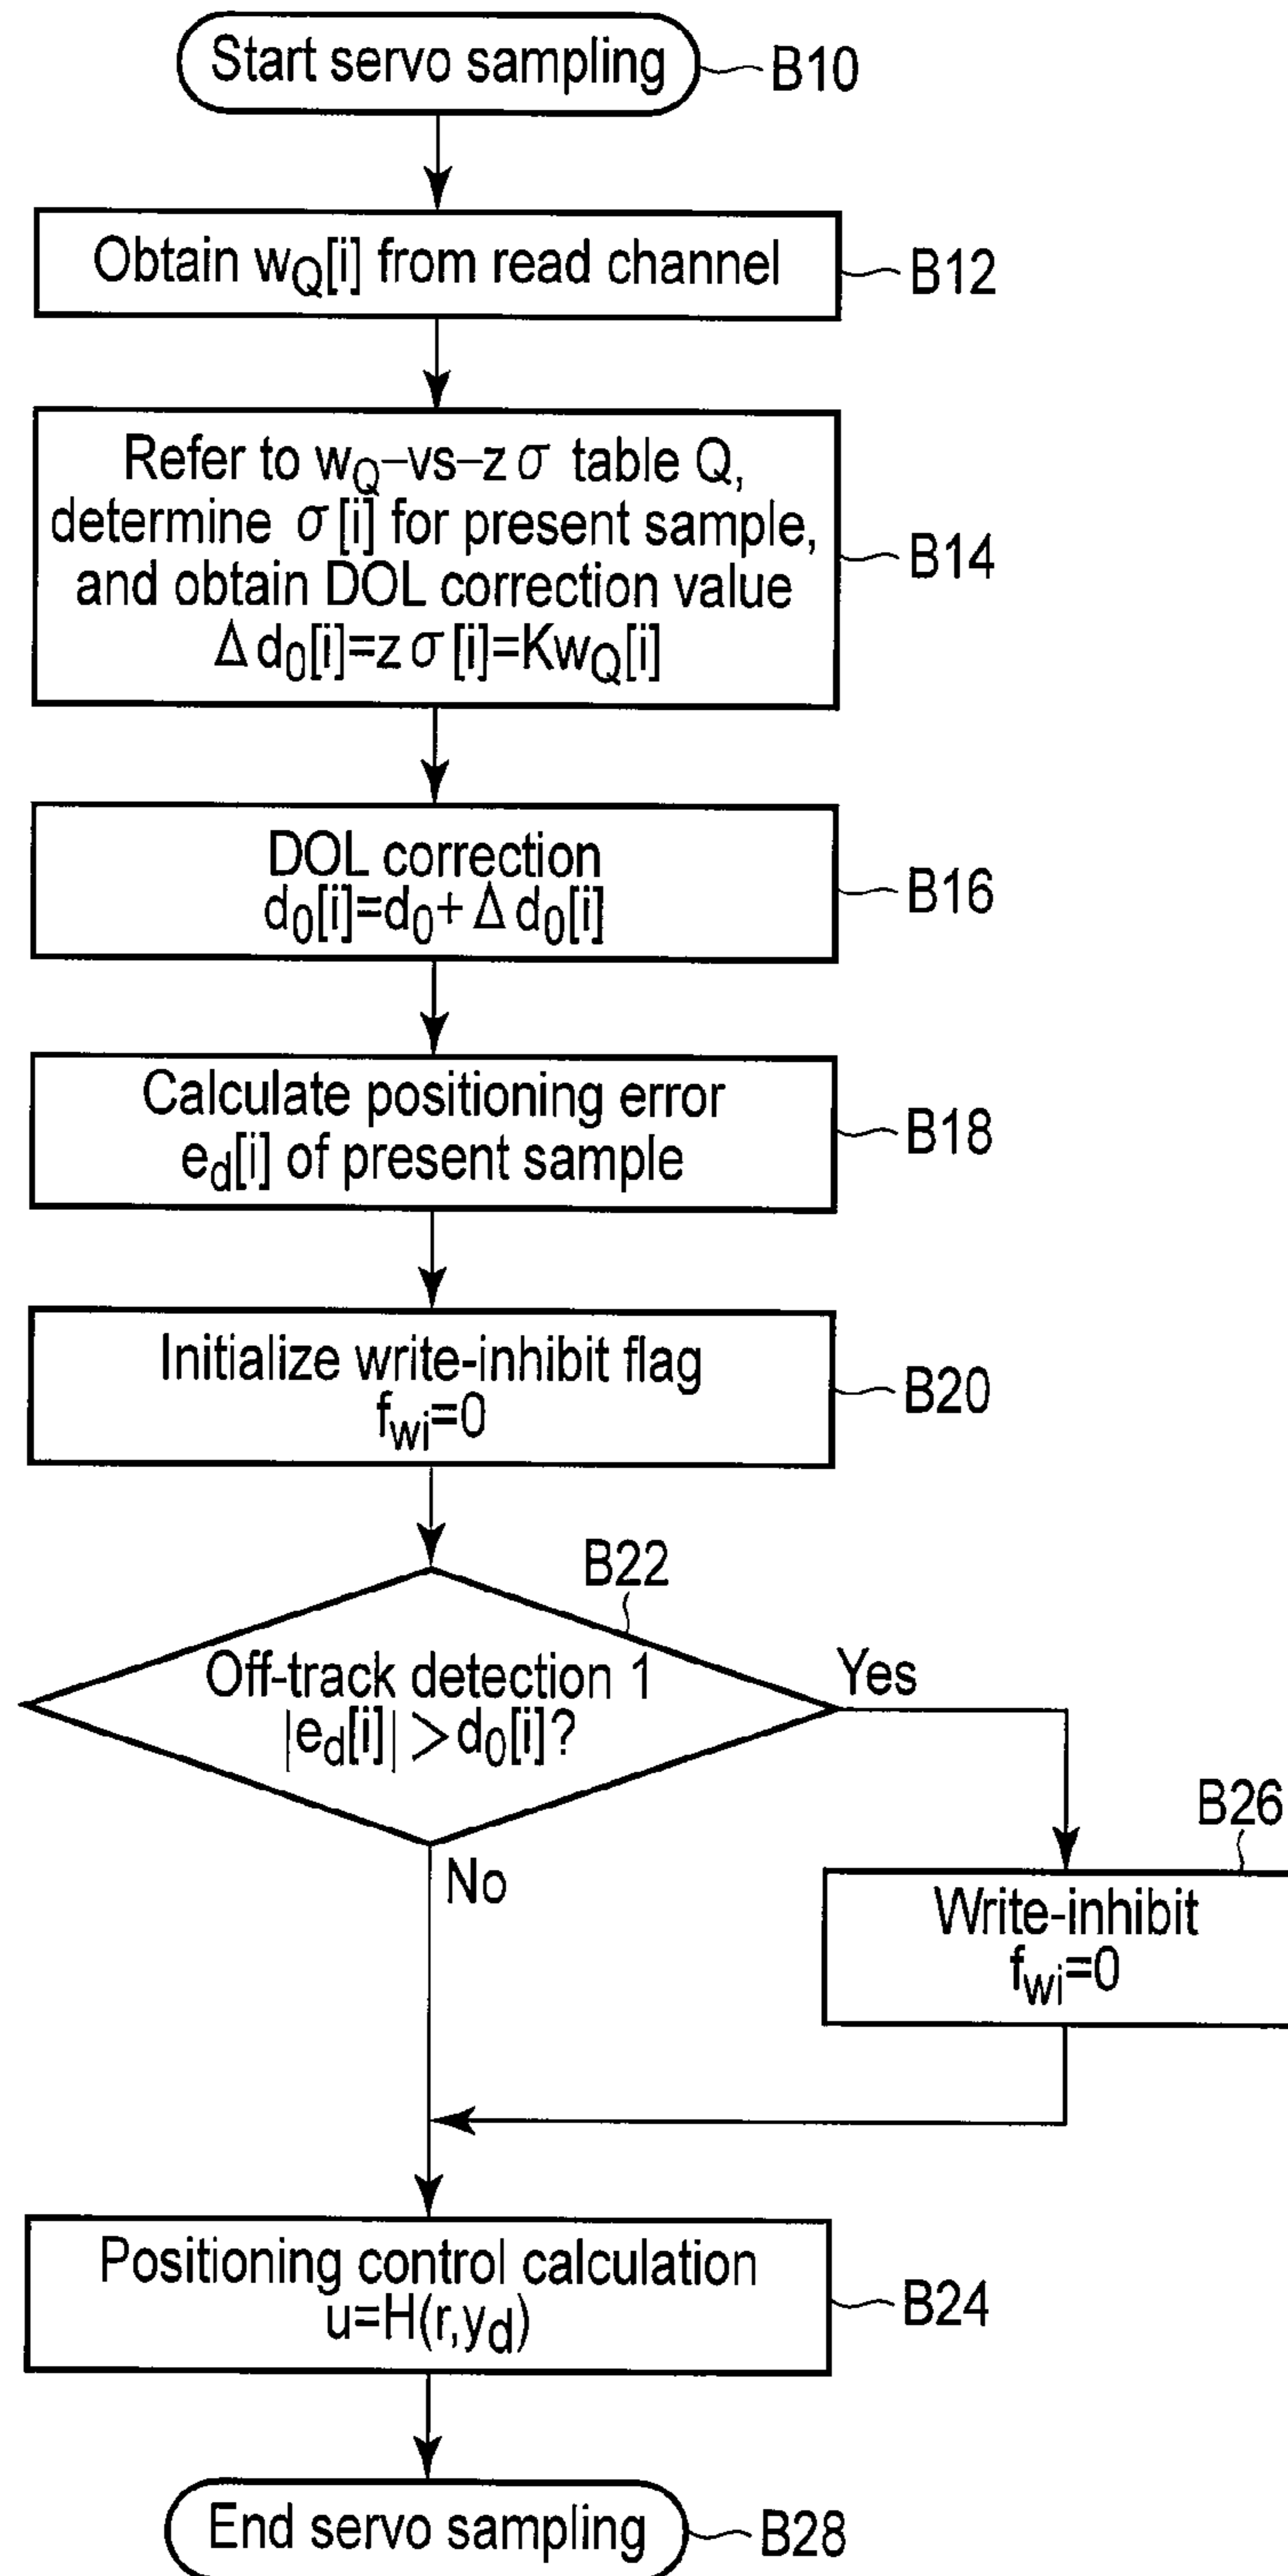 Start servo sampling
B10
Obtain wQ[i] from read channel
B12
Refer to wQ–vs–zσ table Q,
determine σ[i] for present sample,
and obtain DOL correction value
Δd0[i]=zσ[i]=KwQ[i]
B14
DOL correction
d0[i]=d0+Δd0[i]
B16
Calculate positioning error
ed[i] of present sample
B18
Initialize write-inhibit flag
fwi=0
B20
B22
Off-track detection 1
|ed[i]|>d0[i]?
Yes
No
B26
Write-inhibit
fwi=0
Positioning control calculation
u=H(r,yd)
B24
End servo sampling
B28